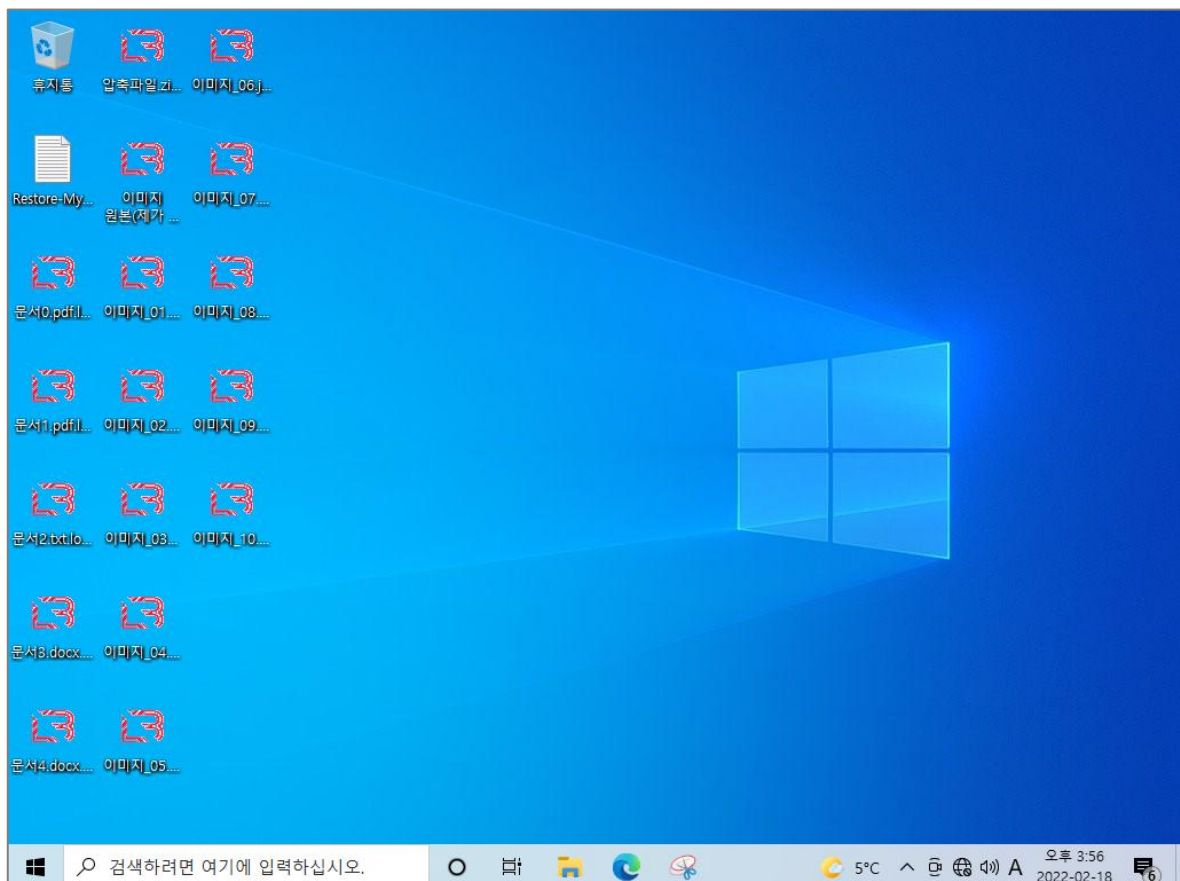 휴지통
압축파일.zi...
이미지_06.j...
Restore-My...
이미지
원본(제가 ...
이미지_07....
문서0.pdf.l...
이미지_01....
이미지_08....
문서1.pdf.l...
이미지_02....
이미지_09....
문서2.txt.lo...
이미지_03....
이미지_10....
문서3.docx....
이미지_04....
문서4.docx....
이미지_05....
검색하려면 여기에 입력하십시오.
5°C
A
오후 3:56
2022-02-18
6